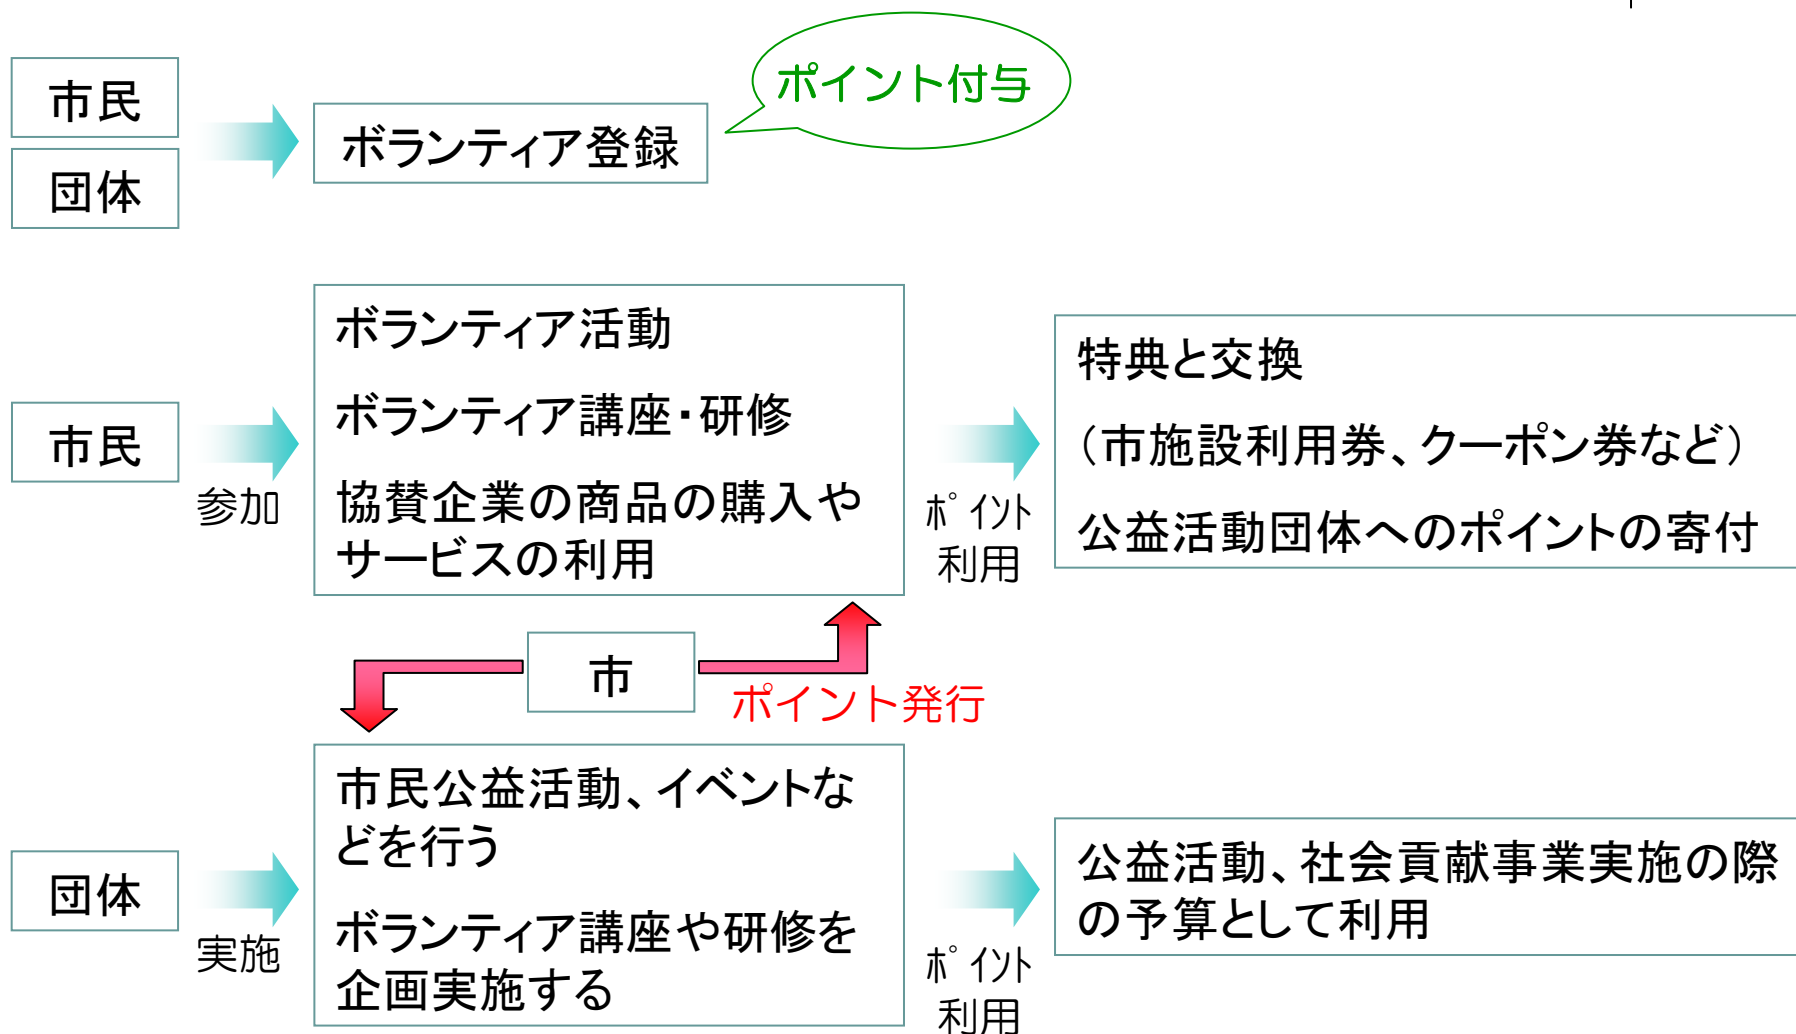 市民
団体
ボランティア登録
ポイント付与
市民
参加
ボランティア活動
ボランティア講座・研修
協賛企業の商品の購入や
サービスの利用
ﾎﾟｲﾝﾄ
利用
特典と交換
（市施設利用券、クーポン券など）
公益活動団体へのポイントの寄付
市
ポイント発行
団体
実施
市民公益活動、イベントな
どを行う
ボランティア講座や研修を
企画実施する
ﾎﾟｲﾝﾄ
利用
公益活動、社会貢献事業実施の際
の予算として利用